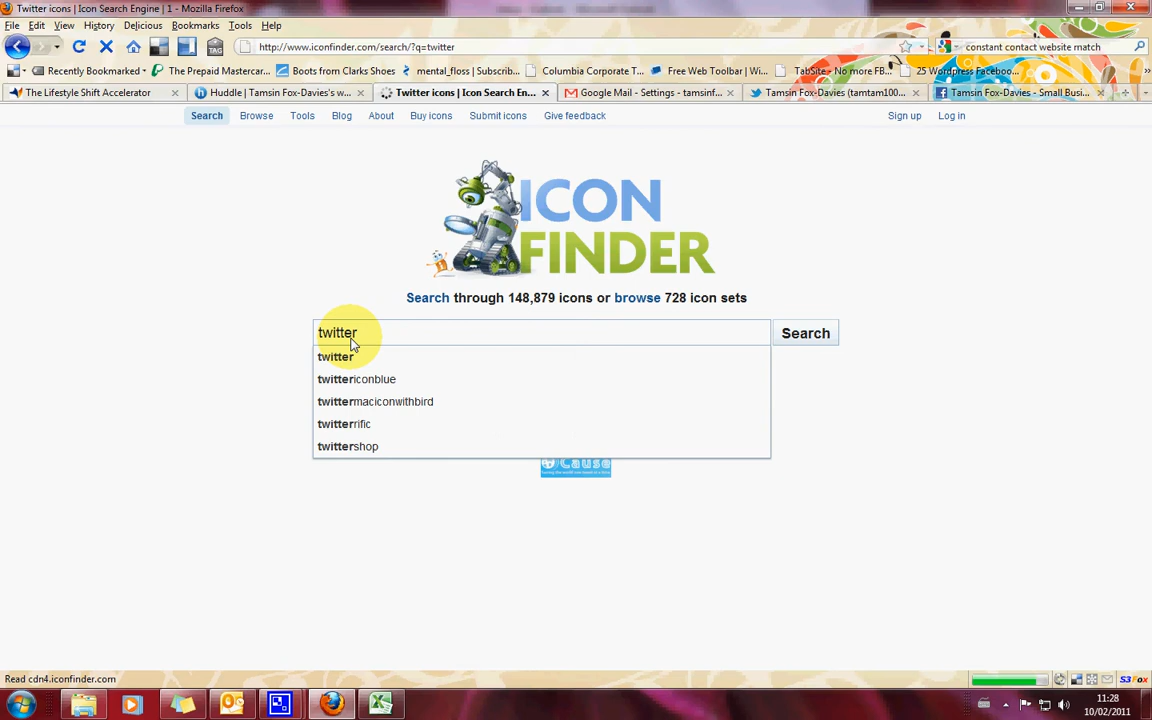 Twitter icons | Icon Search Engine | 1 - Mozilla Firefox
File Edit View History Delicious Bookmarks Tools Help
TAG http://www.iconfinder.com/search/?q=twitter constant contact website match
Recently Bookmarked The Prepaid Mastercar... Boots from Clarks Shoes mental_floss | Subscrib... Columbia Corporate T... Free Web Toolbar | Wi... TabSite - No more FB... 25 Wordpress Faceboo...
The Lifestyle Shift Accelerator Huddle | Tamsin Fox-Davies's w... Twitter icons | Icon Search En... Google Mail - Settings - tamsinf... Tamsin Fox-Davies (tamtam100... Tamsin Fox-Davies - Small Busi...
Search Browse Tools Blog About Buy icons Submit icons Give feedback Sign up Log in
ICON
FINDER
Search through 148,879 icons or browse 728 icon sets
twitter Search
twitter
twittericonblue
twittermaciconwithbird
twitterrific
twittershop
Causa
Read cdn4.iconfinder.com S3Fox
11:28
10/02/2011